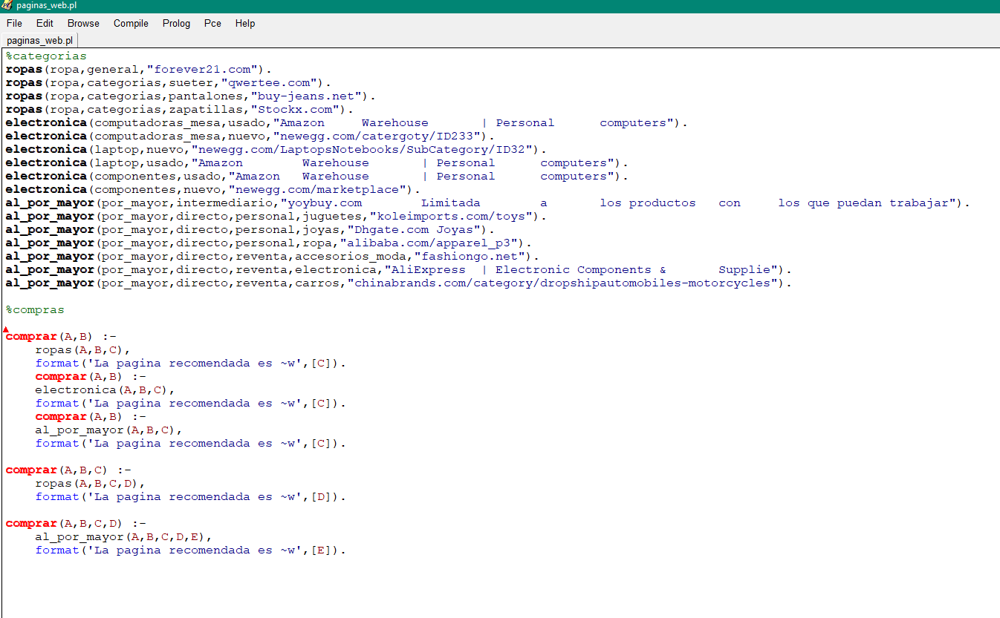 paginas_web.pl
File Edit Browse Compile Prolog Pce Help
paginas_web.pl
%categorias
ropas(ropa,general,"forever21.com").
ropas(ropa,categorias,sueter,"qwertee.com").
ropas(ropa,categorias,pantalones,"buy-jeans.net").
ropas(ropa,categorias,zapatillas,"Stockx.com").
electronica(computadoras_mesa,usado,"Amazon     Warehouse       | Personal      computers").
electronica(computadoras_mesa,nuevo,"newegg.com/catergoty/ID233").
electronica(laptop,nuevo,"newegg.com/LaptopsNotebooks/SubCategory/ID32").
electronica(laptop,usado,"Amazon        Warehouse       | Personal      computers").
electronica(componentes,usado,"Amazon   Warehouse       | Personal      computers").
electronica(componentes,nuevo,"newegg.com/marketplace").
al_por_mayor(por_mayor,intermediario,"yoybuy.com        Limitada        a       los productos   con     los que puedan trabajar").
al_por_mayor(por_mayor,directo,personal,juguetes,"koleimports.com/toys").
al_por_mayor(por_mayor,directo,personal,joyas,"Dhgate.com Joyas").
al_por_mayor(por_mayor,directo,personal,ropa,"alibaba.com/apparel_p3").
al_por_mayor(por_mayor,directo,reventa,accesorios_moda,"fashiongo.net").
al_por_mayor(por_mayor,directo,reventa,electronica,"AliExpress  | Electronic Components &       Supplie").
al_por_mayor(por_mayor,directo,reventa,carros,"chinabrands.com/category/dropshipautomobiles-motorcycles").
%compras
comprar(A,B) :-
    ropas(A,B,C),
    format('La pagina recomendada es ~w',[C]).
    comprar(A,B) :-
    electronica(A,B,C),
    format('La pagina recomendada es ~w',[C]).
    comprar(A,B) :-
    al_por_mayor(A,B,C),
    format('La pagina recomendada es ~w',[C]).
comprar(A,B,C) :-
    ropas(A,B,C,D),
    format('La pagina recomendada es ~w',[D]).
comprar(A,B,C,D) :-
    al_por_mayor(A,B,C,D,E),
    format('La pagina recomendada es ~w',[E]).